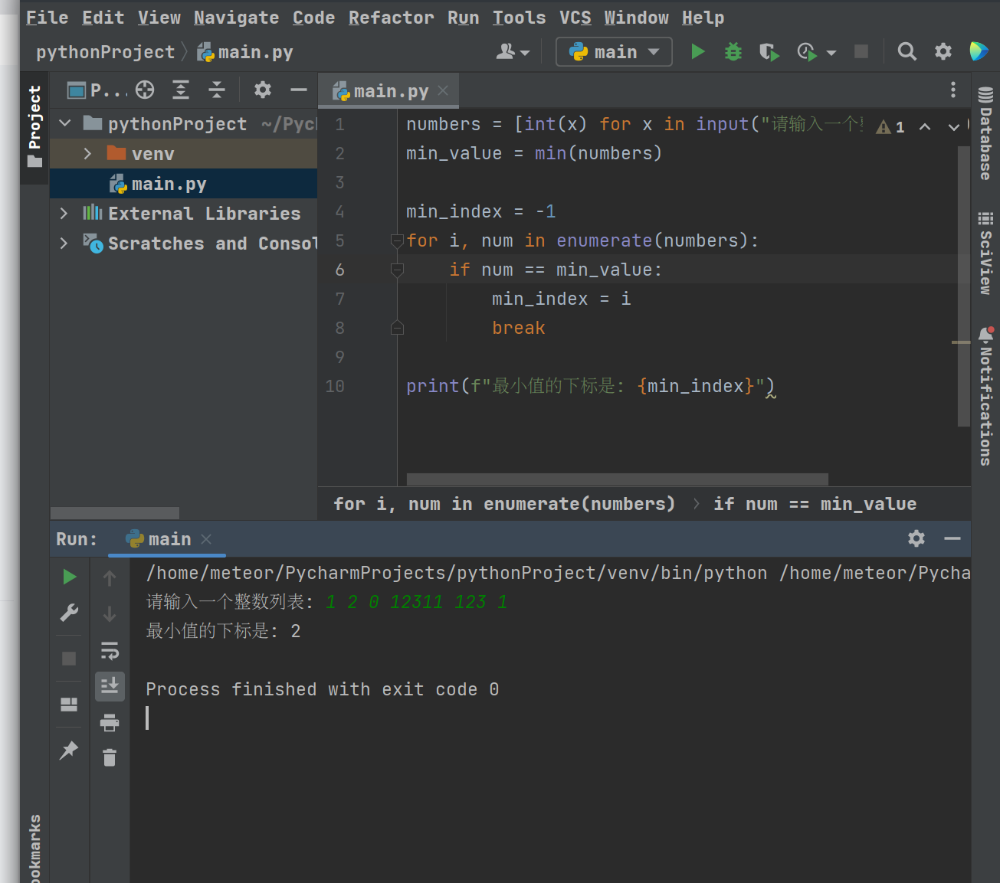 File Edit View Navigate Code Refactor Run Tools VCS Window Help
pythonProject main.py
main
Project
P...
main.py
pythonProject ~/Pyc
venv
main.py
External Libraries
Scratches and Consol
1 numbers = [int(x) for x in input("请输入一个
1
2 min_value = min(numbers)
3
4 min_index = -1
5 for i, num in enumerate(numbers):
6 if num == min_value:
7 min_index = i
8 break
9
10 print(f"最小值的下标是: {min_index}")
for i, num in enumerate(numbers) if num == min_value
Database
SciView
Notifications
Run: main
/home/meteor/PycharmProjects/pythonProject/venv/bin/python /home/meteor/Pycha
请输入一个整数列表: 1 2 0 12311 123 1
最小值的下标是: 2
Process finished with exit code 0
ookmarks